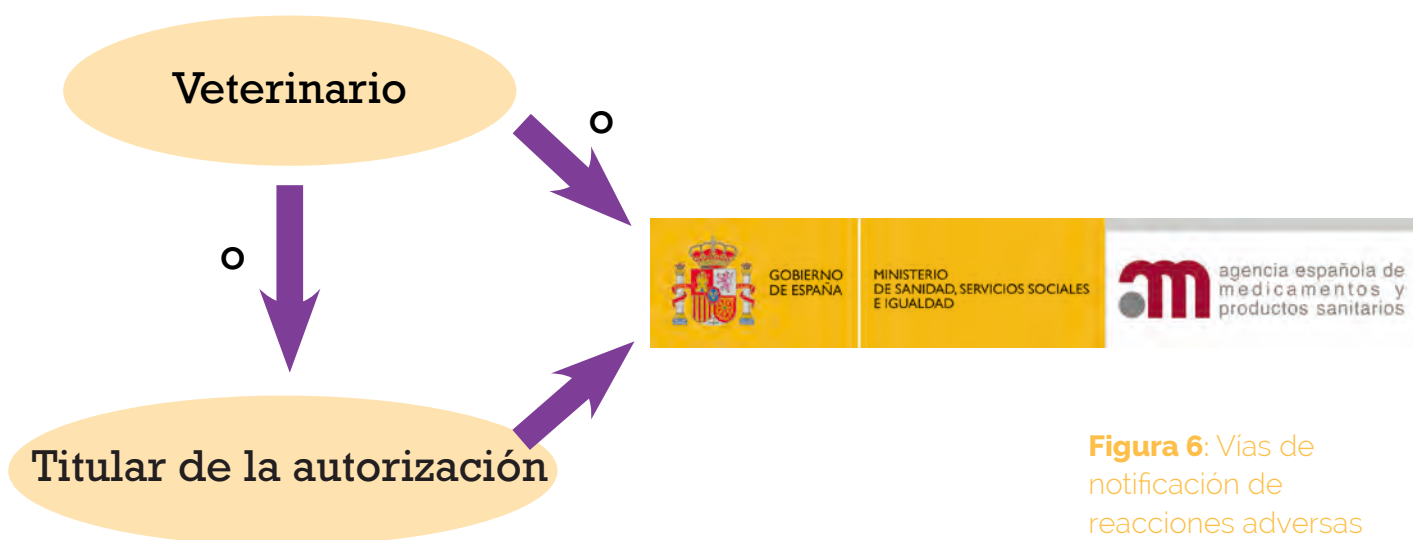 Veterinario
o
o
GOBIERNO
DE ESPAÑA
MINISTERIO
DE SANIDAD, SERVICIOS SOCIALES
E IGUALDAD
m
agencia española de
medicamentos y
productos sanitarios
Titular de la autorización
Figura 6: Vías de
notificación de
reacciones adversas